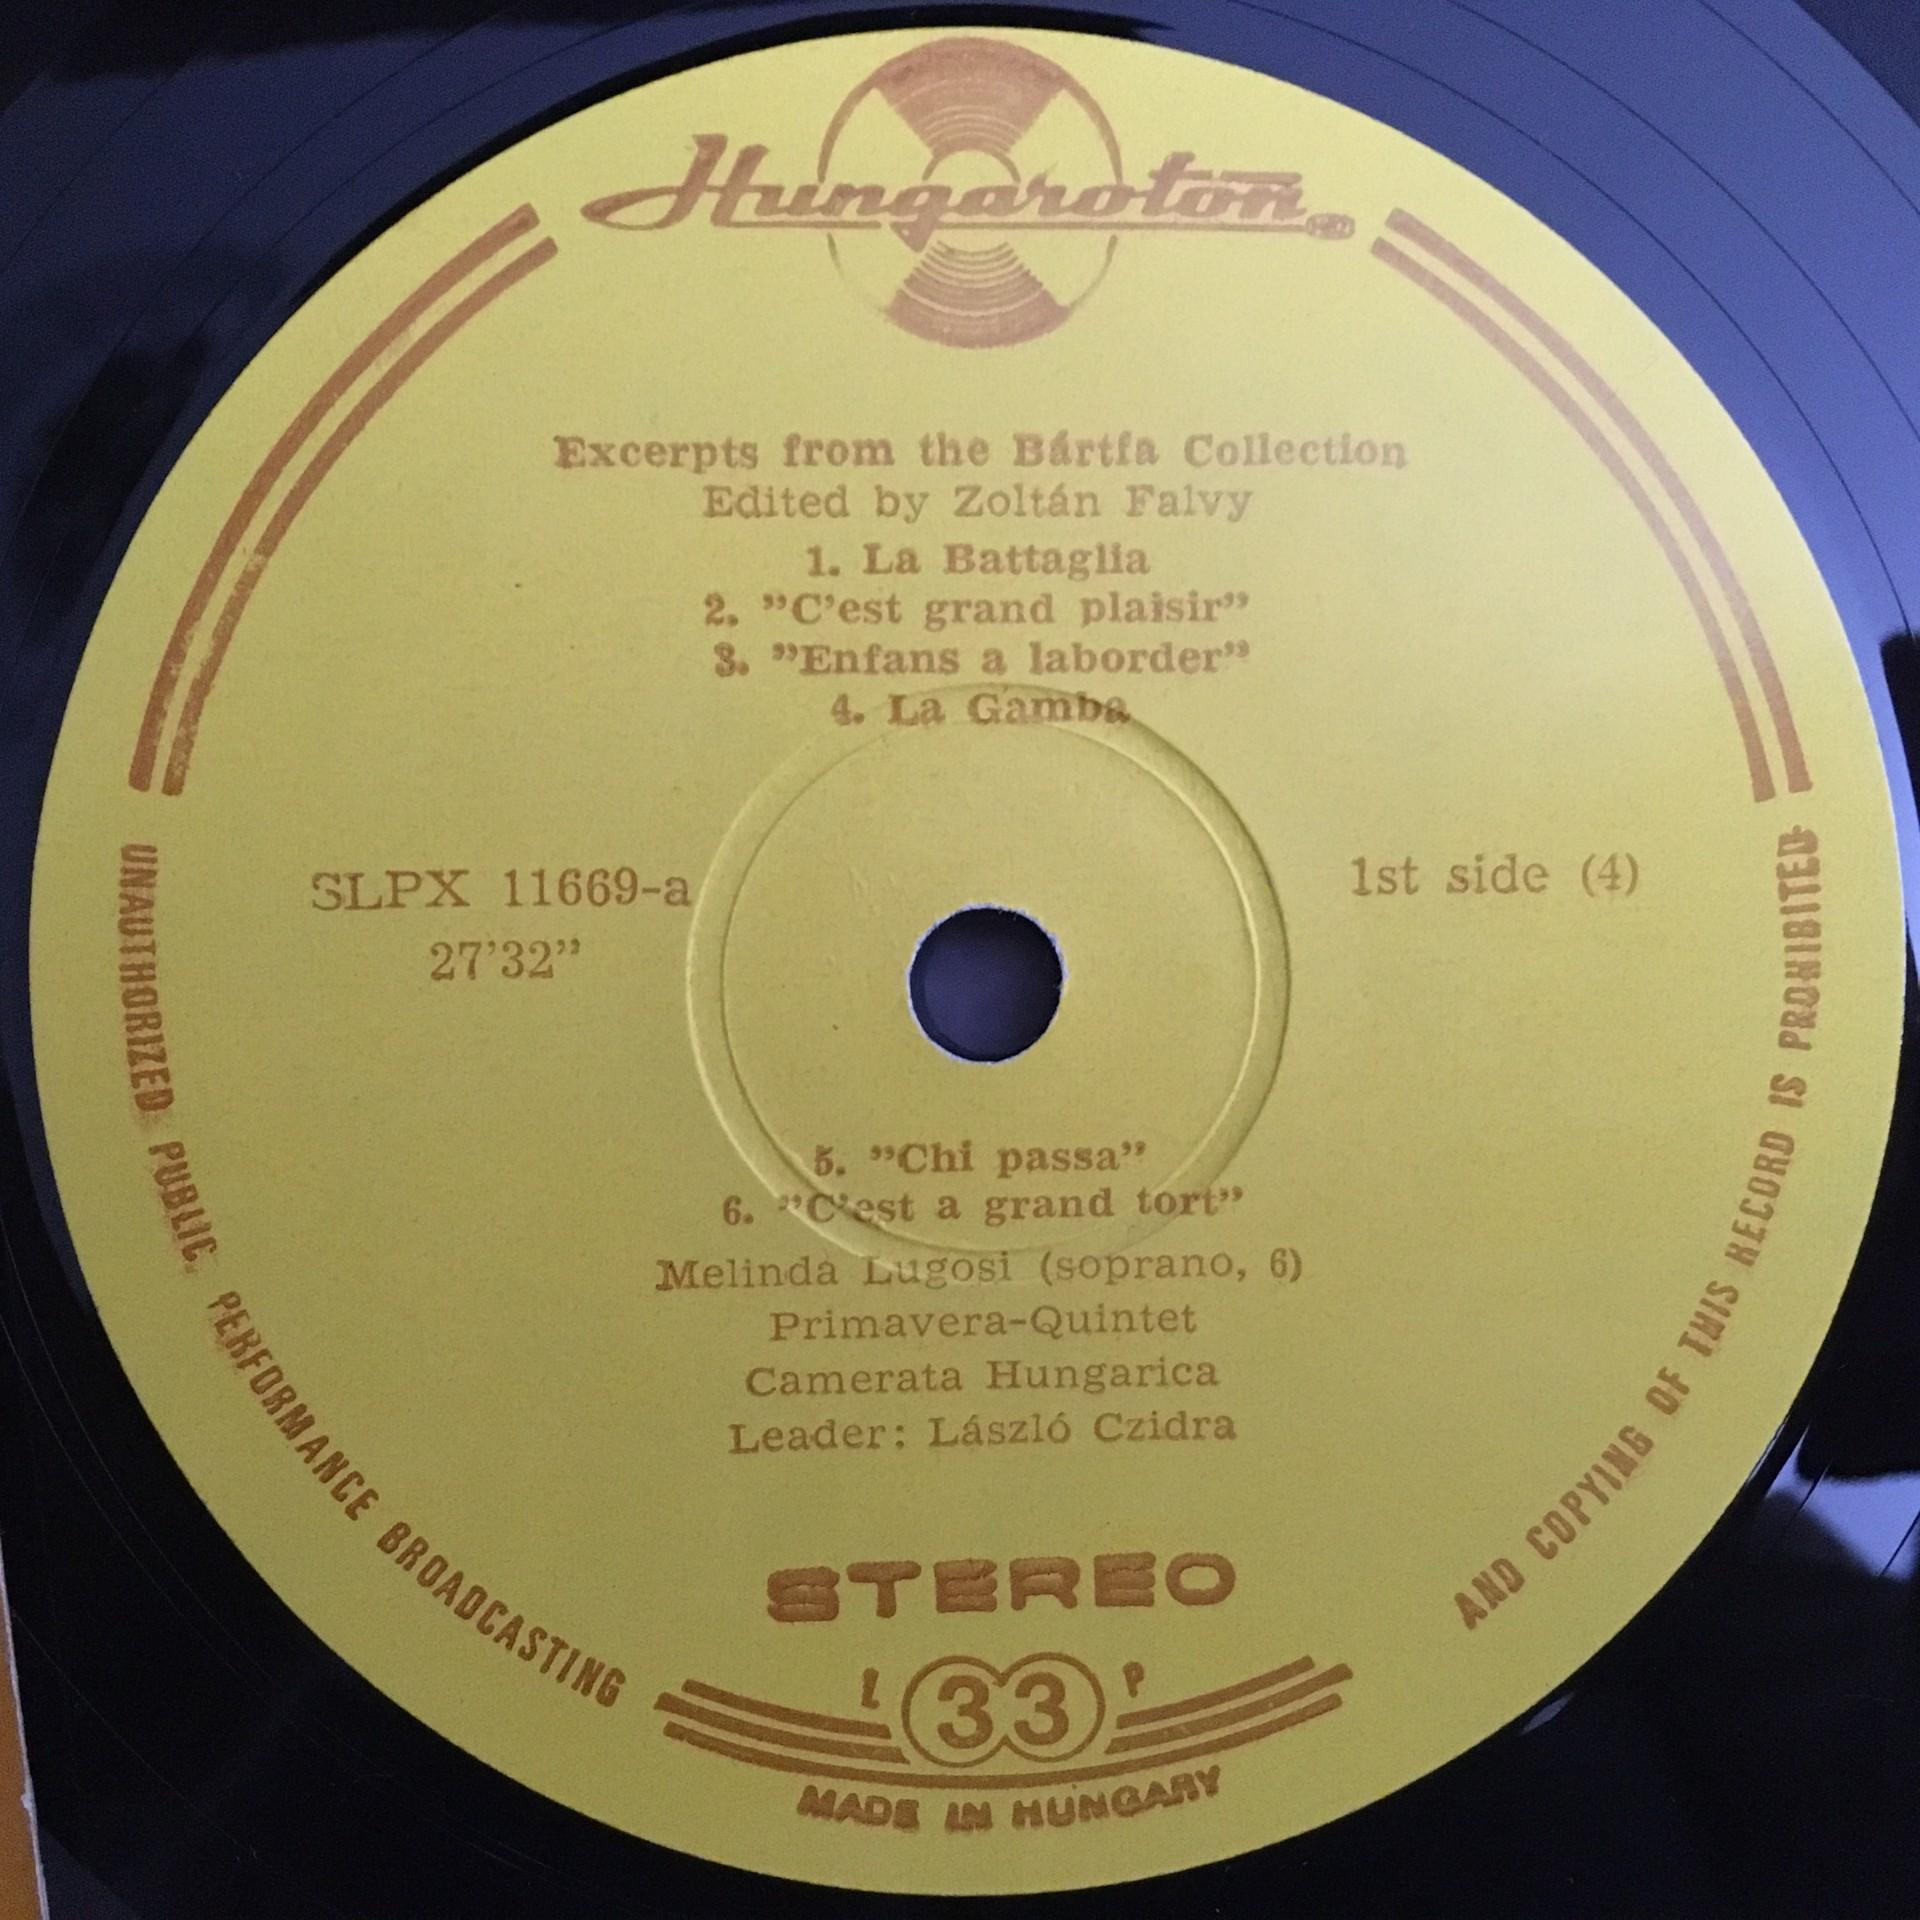 Hungaroton
Excerpts from the Bártfa Collection
Edited by Zoltán Falvy
1. La Battaglia
2. ”C’est grand plaisir”
3. ”Enfans a laborder”
4. La Gamba
SLPX 11669-a
27’32”
1st side (4)
5. ”Chi passa”
6. ”C’est a grand tort”
Melinda Lugosi (soprano, 6)
Primavera-Quintet
Camerata Hungarica
Leader: László Czidra
STEREO
L 33 P
MADE IN HUNGARY
UNAUTHORIZED PUBLIC PERFORMANCE BROADCASTING
AND COPYING OF THIS RECORD IS PROHIBITED